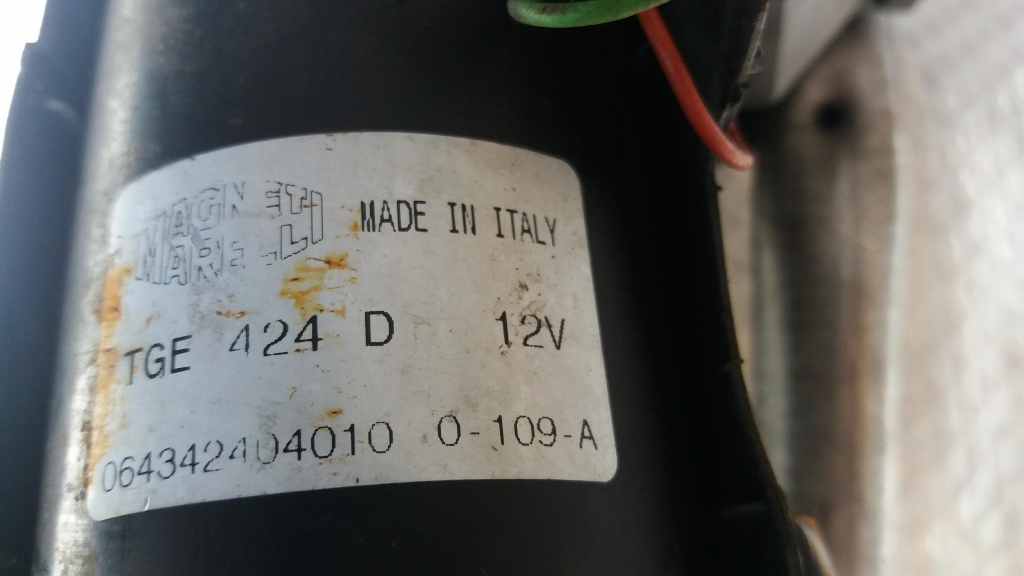 MAGNETI
MARELLI
MADE IN ITALY
TGE 424 D 12V
064342404010 0-109-A